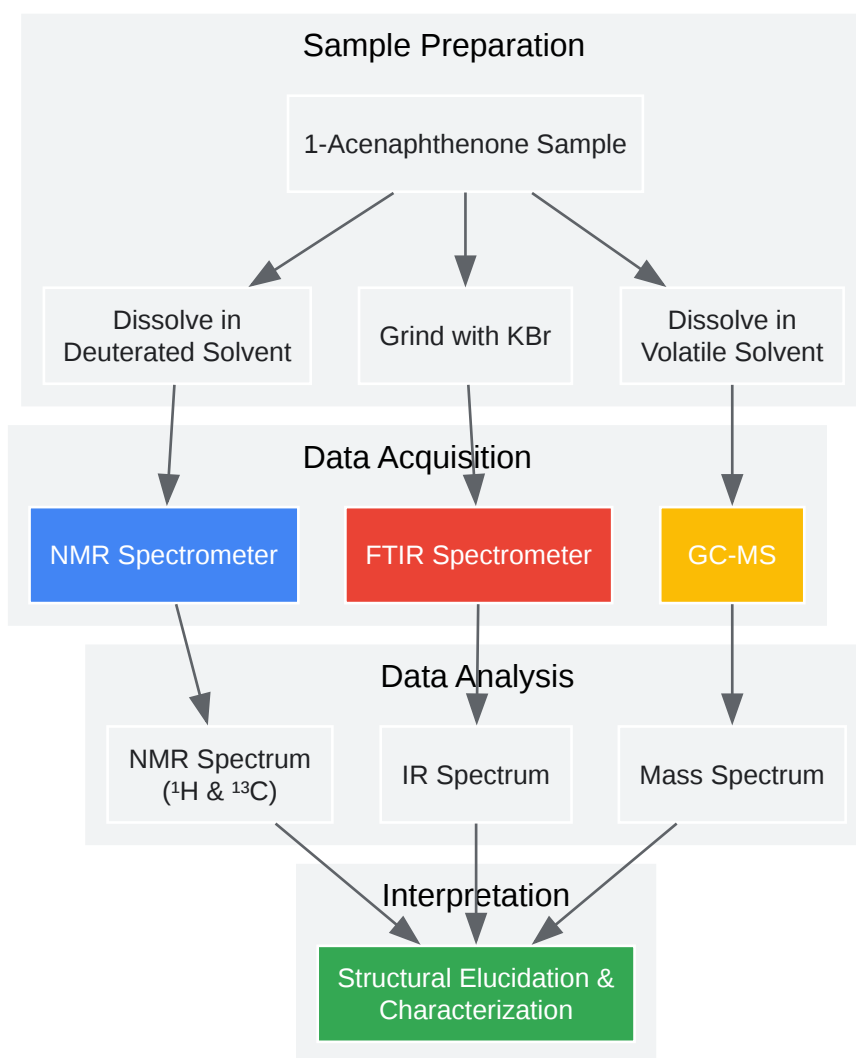 Sample Preparation
1-Acenaphthenone Sample
Dissolve in
Deuterated Solvent
Grind with KBr
Dissolve in
Volatile Solvent
Data Acquisition
NMR Spectrometer
FTIR Spectrometer
GC-MS
Data Analysis
NMR Spectrum
(¹H & ¹³C)
IR Spectrum
Mass Spectrum
Interpretation
Structural Elucidation &
Characterization